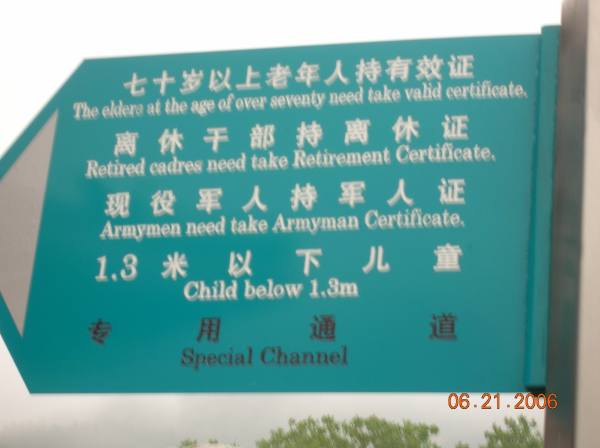 七十岁以上老年人持有效证
The elders at the age of over seventy need take valid certificate.
离休干部持离休证
Retired cadres need take Retirement Certificate.
现役军人持军人证
Armymen need take Armyman Certificate.
1.3米以下儿童
Child below 1.3m
专用通道
Special Channel
06.21.2006